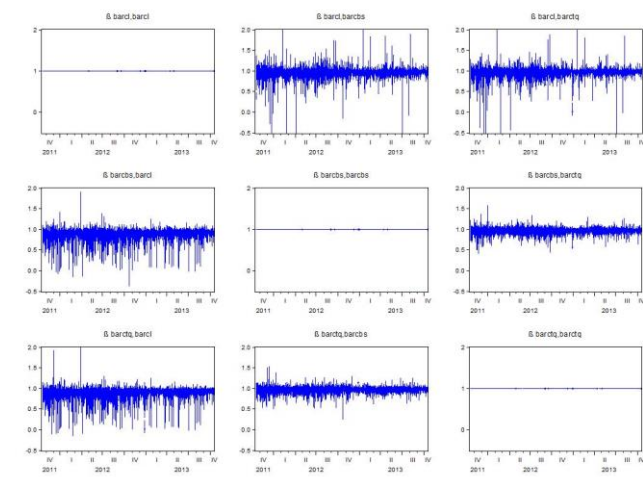 ß barcl,barcl
ß barcl,barcbs
ß barcl,barctq
2
1
0
2.0
1.5
1.0
0.5
0.0
-0.5
2.0
1.5
1.0
0.5
0.0
-0.5
IV I II III IV I II III IV
2011 2012 2013
IV I II III IV I II III IV
2011 2012 2013
IV I II III IV I II III IV
2011 2012 2013
ß barcbs,barcl
ß barcbs,barcbs
ß barcbs,barctq
2.0
1.5
1.0
0.5
0.0
-0.5
2
1
0
2.0
1.5
1.0
0.5
0.0
-0.5
IV I II III IV I II III IV
2011 2012 2013
IV I II III IV I II III IV
2011 2012 2013
IV I II III IV I II III IV
2011 2012 2013
ß barctq,barcl
ß barctq,barcbs
ß barctq,barctq
2.0
1.5
1.0
0.5
0.0
-0.5
2.0
1.5
1.0
0.5
0.0
-0.5
2
1
0
IV I II III IV I II III IV
2011 2012 2013
IV I II III IV I II III IV
2011 2012 2013
IV I II III IV I II III IV
2011 2012 2013